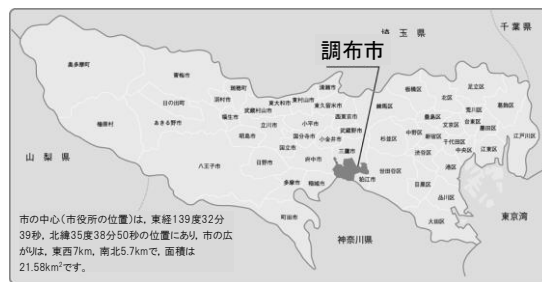 千葉県
埼玉県
調布市
奥多摩町
青梅市
瑞穂町
清瀬市
板橋区
足立区
北区
日の出町
羽村市
東大和市
東村山市
東久留米市
練馬区
葛飾区
荒川区
福生市
武蔵村山市
西東京市
豊島区
文京区
台東区
墨田区
檜原村
あきる野市
立川市
小平市
武蔵野市
中野区
新宿区
江戸川区
昭島市
国分寺市
小金井市
杉並区
千代田区
中央区
江東区
国立市
三鷹市
渋谷区
山梨県
八王子市
日野市
府中市
狛江市
世田谷区
港区
多摩市
稲城市
目黒区
品川区
町田市
大田区
東京湾
神奈川県
市の中心(市役所の位置)は，東経139度32分
39秒，北緯35度38分50秒の位置にあり，市の広
がりは，東西7km，南北5.7kmで，面積は
21.58km²です。